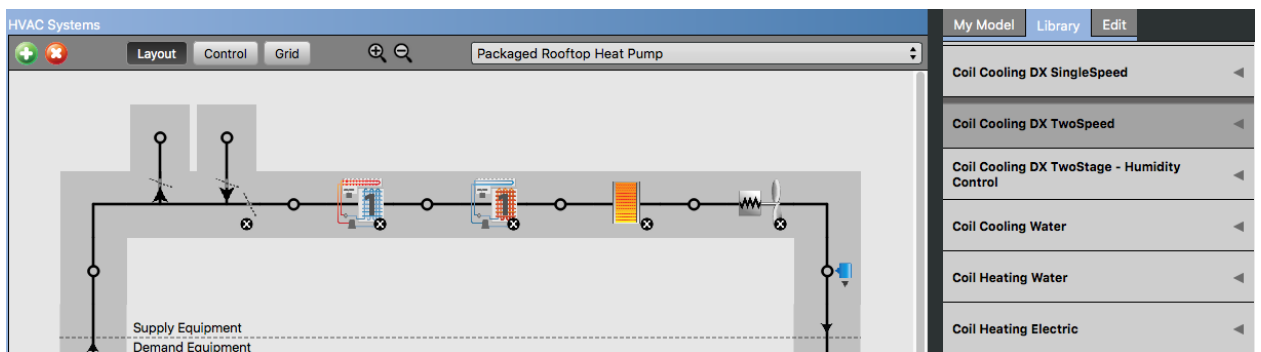 HVAC Systems
My Model
Library
Edit
Layout
Control
Grid
Packaged Rooftop Heat Pump
Coil Cooling DX SingleSpeed
Coil Cooling DX TwoSpeed
Coil Cooling DX TwoStage - Humidity
Control
Coil Cooling Water
Coil Heating Water
Coil Heating Electric
1
1
Supply Equipment
Demand Equipment